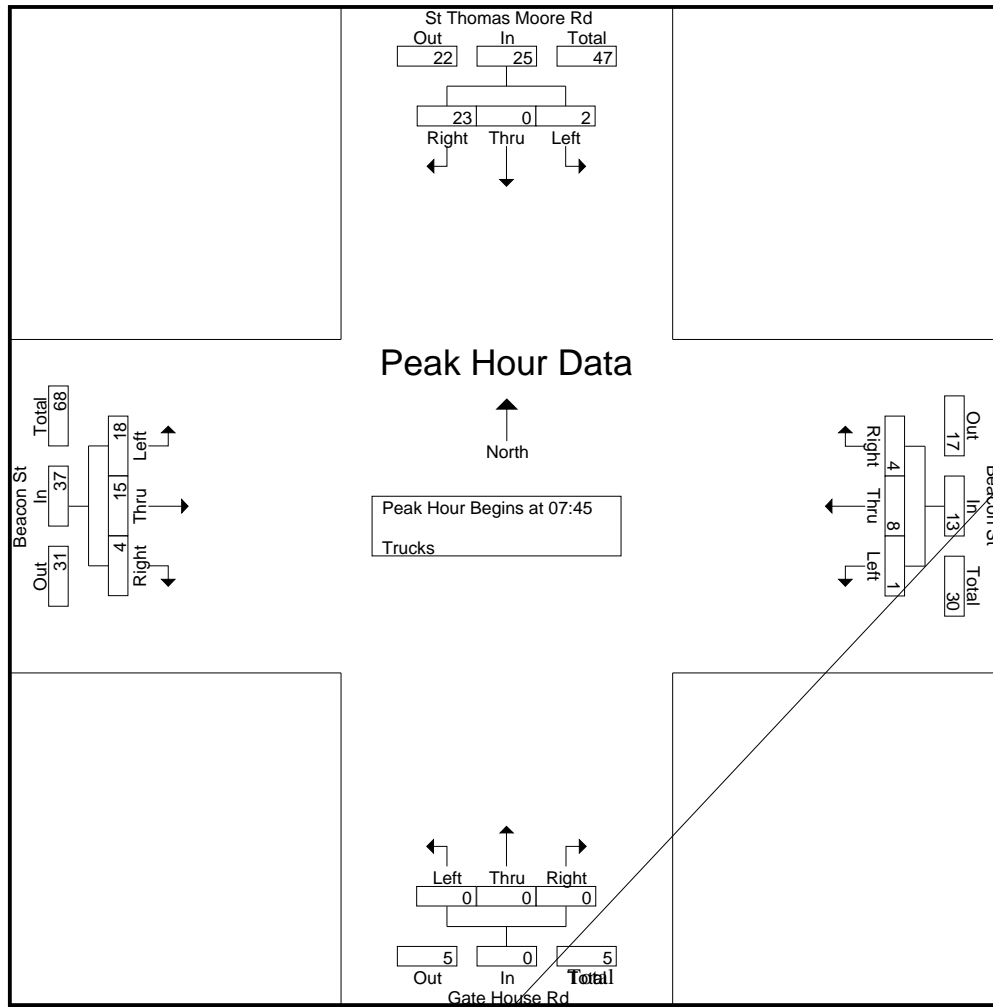 St Thomas Moore Rd
Out In Total
22 25 47
23 0 2
Right Thru Left
Peak Hour Data
North
Peak Hour Begins at 07:45
Trucks
Beacon St
Total In Out
68 37 31
18 15 4
Left Thru Right
Beacon St
Out In Total
17 13 30
4 8 1
Right Thru Left
Left Thru Right
0 0 0
5 0 5
Out In Total
Gate House Rd